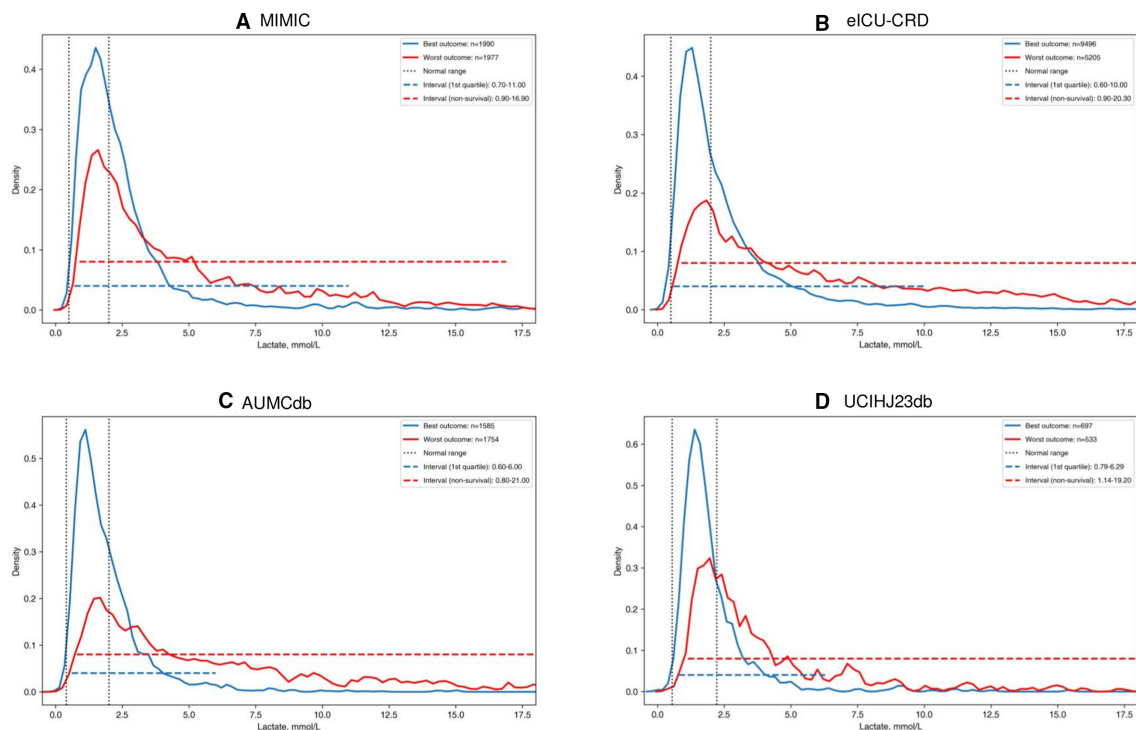 A MIMIC
0.4
0.3
0.2
0.1
0.0
Density
0.0 2.5 5.0 7.5 10.0 12.5 15.0 17.5
Lactate, mmol/L
Best outcome: n=1990
Worst outcome: n=1977
Normal range
Interval (1st quartile): 0.70-11.00
Interval (non-survival): 0.90-16.90
B eICU-CRD
0.4
0.3
0.2
0.1
0.0
Density
0.0 2.5 5.0 7.5 10.0 12.5 15.0 17.5
Lactate, mmol/L
Best outcome: n=9496
Worst outcome: n=5205
Normal range
Interval (1st quartile): 0.60-10.00
Interval (non-survival): 0.90-20.30
C AUMCdb
0.5
0.4
0.3
0.2
0.1
0.0
Density
0.0 2.5 5.0 7.5 10.0 12.5 15.0 17.5
Lactate, mmol/L
Best outcome: n=1585
Worst outcome: n=1754
Normal range
Interval (1st quartile): 0.60-6.00
Interval (non-survival): 0.80-21.00
D UCIHJ23db
0.6
0.5
0.4
0.3
0.2
0.1
0.0
Density
0.0 2.5 5.0 7.5 10.0 12.5 15.0 17.5
Lactate, mmol/L
Best outcome: n=697
Worst outcome: n=533
Normal range
Interval (1st quartile): 0.79-6.29
Interval (non-survival): 1.14-19.20